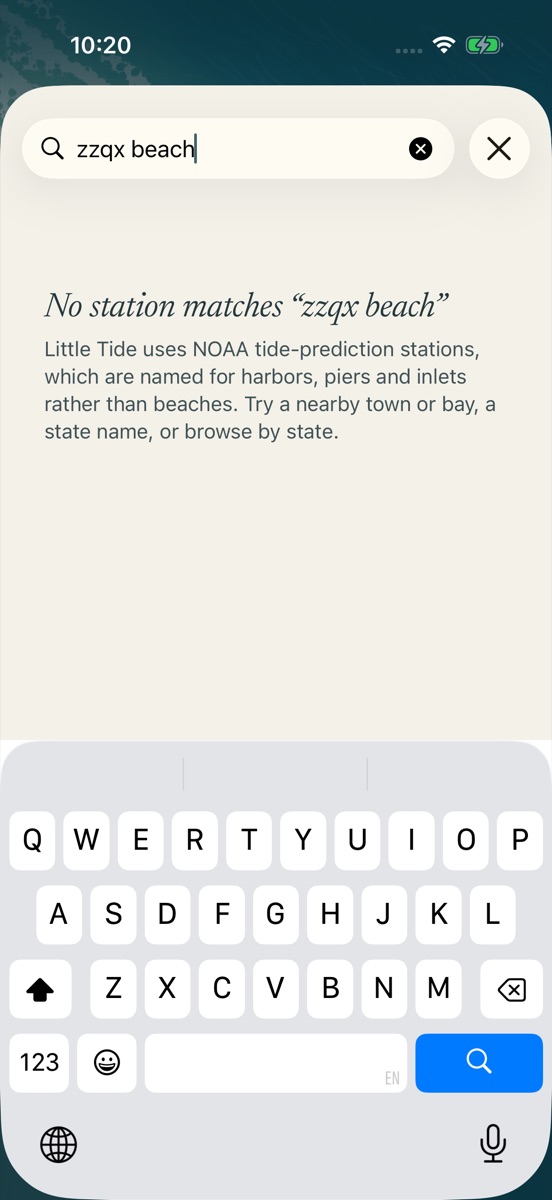 10:20
zzqx beach
No station matches “zzqx beach”
Little Tide uses NOAA tide-prediction stations,
which are named for harbors, piers and inlets
rather than beaches. Try a nearby town or bay, a
state name, or browse by state.
Q W E R T Y U I O P
A S D F G H J K L
Z X C V B N M
123 EN